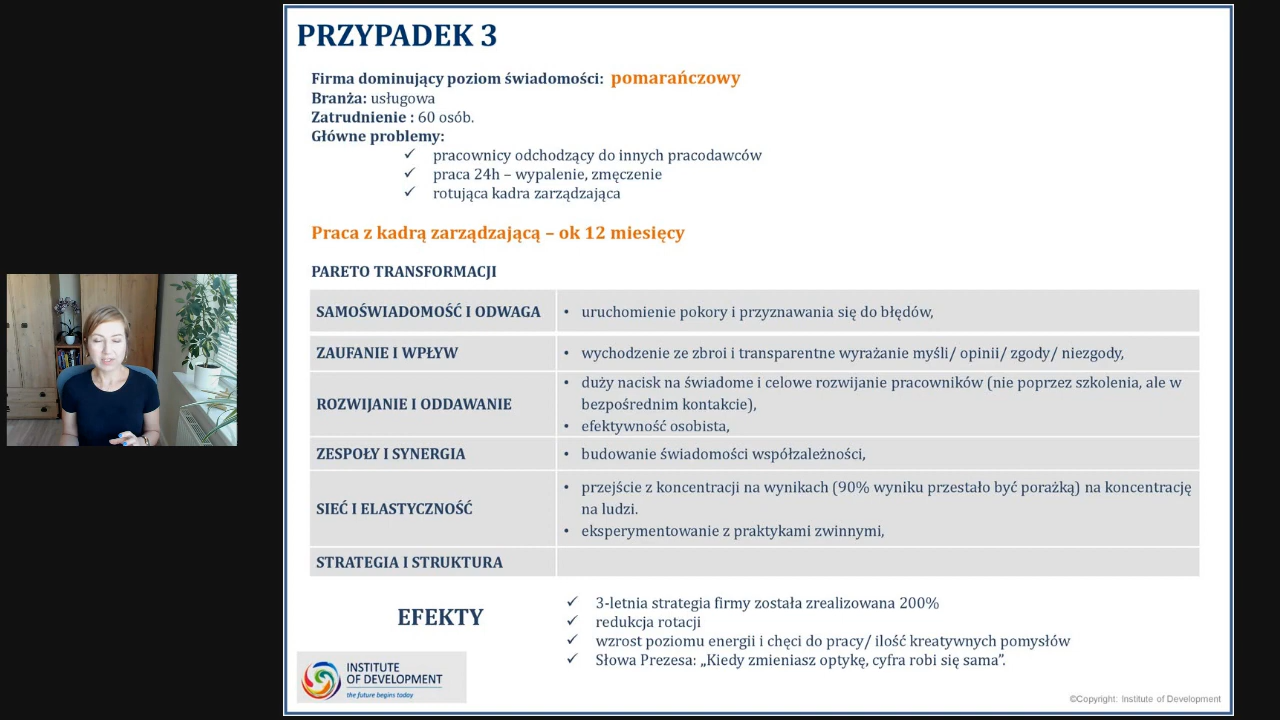 PRZYPADEK 3
Firma dominujący poziom świadomości: pomarańczowy
Branża: usługowa
Zatrudnienie : 60 osób.
Główne problemy:
✓ pracownicy odchodzący do innych pracodawców
✓ praca 24h – wypalenie, zmęczenie
✓ rotująca kadra zarządzająca
Praca z kadrą zarządzającą – ok 12 miesięcy
PARETO TRANSFORMACJI
SAMOŚWIADOMOŚĆ I ODWAGA
• uruchomienie pokory i przyznawania się do błędów,
ZAUFANIE I WPŁYW
• wychodzenie ze zbroi i transparentne wyrażanie myśli/ opinii/ zgody/ niezgody,
ROZWIJANIE I ODDAWANIE
• duży nacisk na świadome i celowe rozwijanie pracowników (nie poprzez szkolenia, ale w
bezpośrednim kontakcie),
• efektywność osobista,
ZESPOŁY I SYNERGIA
• budowanie świadomości współzależności,
SIEĆ I ELASTYCZNOŚĆ
• przejście z koncentracji na wynikach (90% wyniku przestało być porażką) na koncentrację
na ludzi.
• eksperymentowanie z praktykami zwinnymi,
STRATEGIA I STRUKTURA
EFEKTY
✓ 3-letnia strategia firmy została zrealizowana 200%
✓ redukcja rotacji
✓ wzrost poziomu energii i chęci do pracy/ ilość kreatywnych pomysłów
✓ Słowa Prezesa: „Kiedy zmieniasz optykę, cyfra robi się sama”.
INSTITUTE
OF DEVELOPMENT
the future begins today
©Copyright: Institute of Development